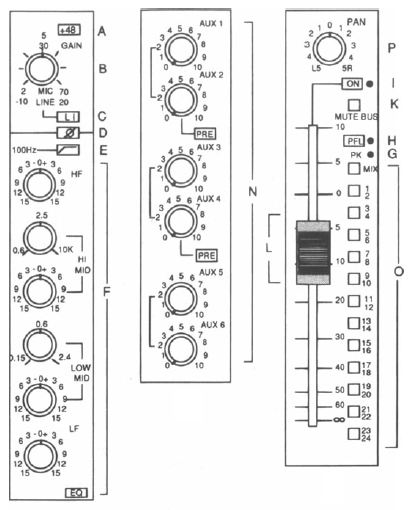 +48 A
5
30 GAIN
B
2 MIC 70
-10 LINE 20
L I C
Ø D
100Hz E
3 - 0 + 3
6 6 HF
9 9
12 12
15 15
2.5
0.6 10K
HI
MID
F
3 - 0 + 3
6 6
9 9
12 12
15 15
0.6
0.15 2.4
LOW
MID
3 - 0 + 3
6 6
9 9
12 12
15 15
LF
3 - 0 + 3
6 6
9 9
12 12
15 15
EQ
AUX 1
4 5 6
3 7
2 8
1 9
0 10
AUX 2
4 5 6
3 7
2 8
1 9
0 10
PRE
AUX 3
4 5 6
3 7
2 8
1 9
0 10
N
AUX 4
4 5 6
3 7
2 8
1 9
0 10
PRE
AUX 5
4 5 6
3 7
2 8
1 9
0 10
AUX 6
4 5 6
3 7
2 8
1 9
0 10
PAN
1 0 1
2 2
3 3
4 4
L5 5R
P
ON I
K
MUTE BUS
10
PFL H
PK G
5 MIX
0 1
2
3
4
5 5
6
L 7
8
10 9
10
O
20 11
12
13
14
30 15
16
40 17
18
50 19
20
60 21
22
∞ 23
24